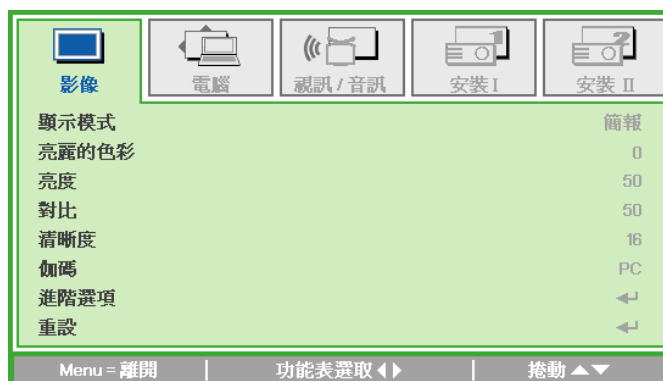 影像 電腦 視訊 / 音訊 安裝 I 安裝 II
顯示模式 簡報
亮麗的色彩 0
亮度 50
對比 50
清晰度 16
伽碼 PC
進階選項
重設
Menu = 離開 功能表選取 捲動